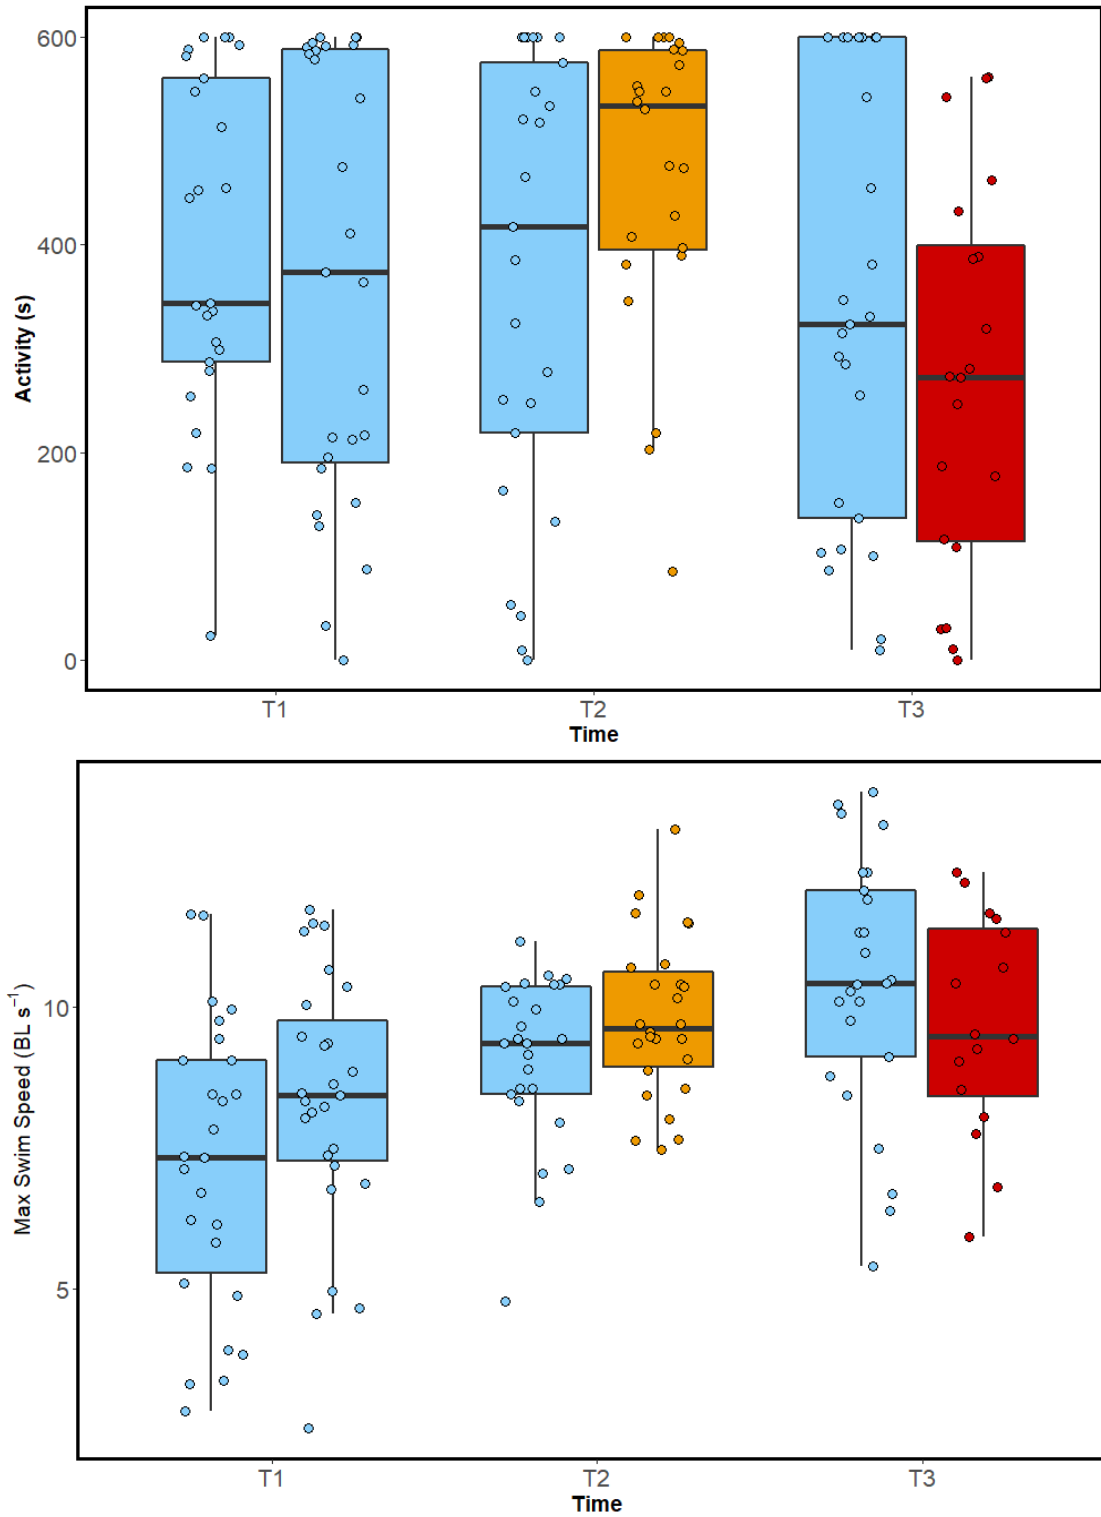 600
400
200
0
Activity (s)
T1 T2 T3
Time
10
5
Max Swim Speed (BL s⁻¹)
T1 T2 T3
Time